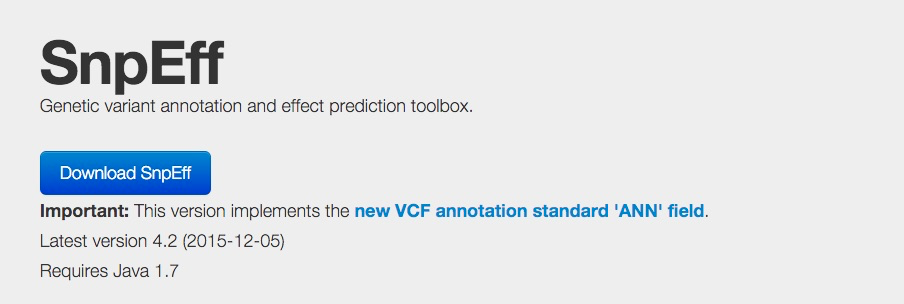 SnpEff
Genetic variant annotation and effect prediction toolbox.
Download SnpEff
Important: This version implements the new VCF annotation standard 'ANN' field.
Latest version 4.2 (2015-12-05)
Requires Java 1.7